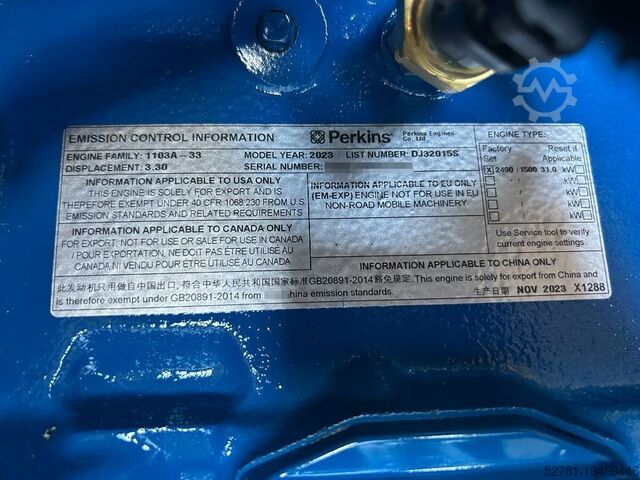 EMISSION CONTROL INFORMATION
Perkins
Perkins Engines
Co. Ltd.
ENGINE TYPE:
ENGINE FAMILY: 1103A - 33 MODEL YEAR: 2023 LIST NUMBER: DJ32015S
DISPLACEMENT: 3.30 SERIAL NUMBER:
Factory Set If Reset Applicable
X 2490 / 1500 31.0 kW
/ kW
/ kW
/ kW
Use Service tool to verify
current engine settings.
INFORMATION APPLICABLE TO USA ONLY
THIS ENGINE IS SOLELY FOR EXPORT AND IS
THEREFORE EXEMPT UNDER 40 CFR 1068.230 FROM U.S.
EMISSION STANDARDS AND RELATED REQUIREMENTS
INFORMATION APPLICABLE TO EU ONLY
(EM-EXP) ENGINE NOT FOR USE IN EU
NON-ROAD MOBILE MACHINERY
INFORMATION APPLICABLE TO CANADA ONLY
FOR EXPORT: NOT FOR USE OR SALE FOR USE IN CANADA
/ POUR EXPORTATION, NE DOIT PAS ÊTRE UTILISÉ AU
CANADA NI VENDU POUR ÊTRE UTILISÉ AU CANADA
INFORMATION APPLICABLE TO CHINA ONLY
此发动机只用做自中国出口，符合中华人民共和国国家标准GB20891-2014豁免规定. This engine is solely for export from China and
is therefore exempt under GB20891-2014 from hina emission standards.
生产日期 NOV 2023 X1288
52781-19489446